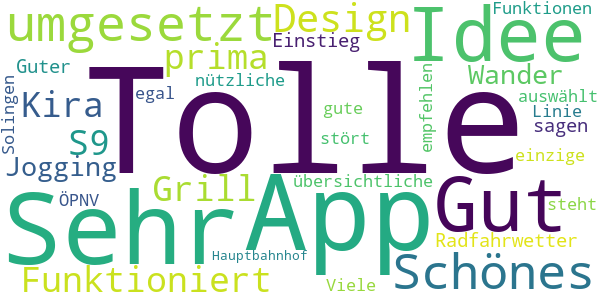 umgesetzt Design Idee Funktionen
Einstieg
prima
Guter Tolle nützliche Wander
egal auswählt
Kira gute Linie
Solingen S9 stört empfehlen sagen
Jogging einzige
Sehr App Gut
übersichtliche
ÖPNV Grill steht
Radfahrwetter
Hauptbahnhof Schönes
Funktioniert Viele